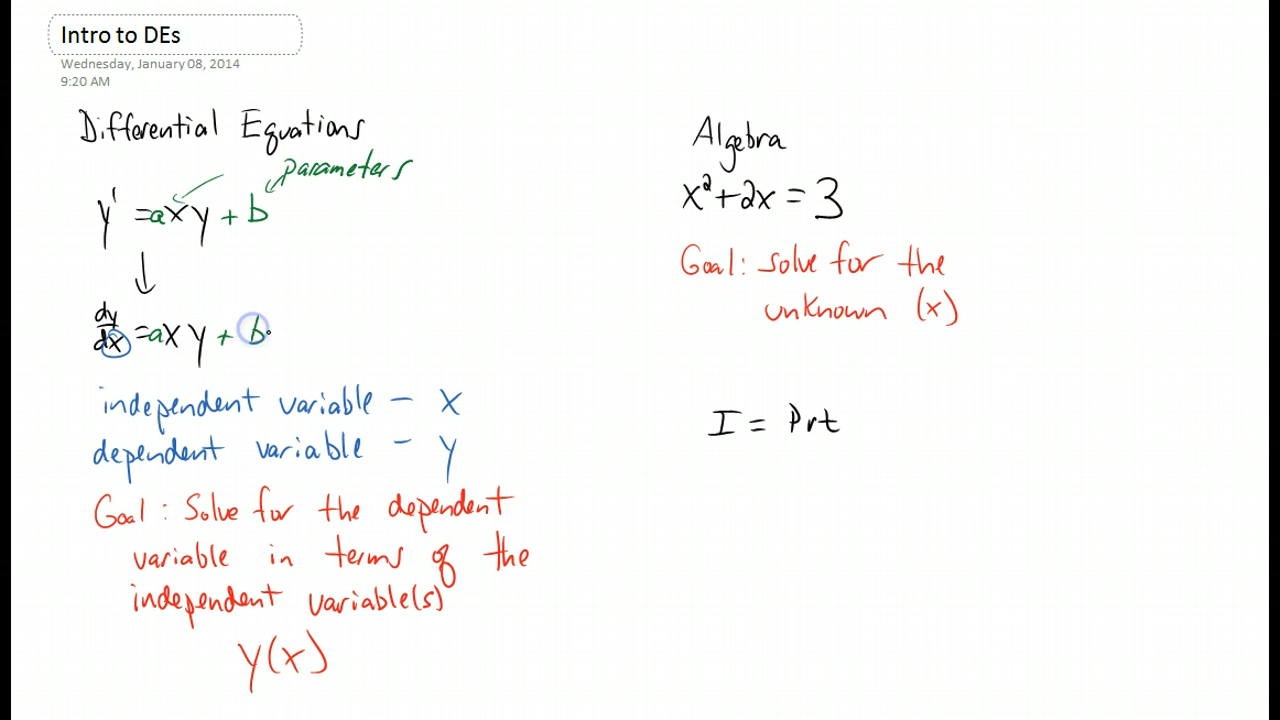 Intro to DEs
Wednesday, January 08, 2014
9:20 AM
Differential Equations
parameters
y' = axy + b
↓
dy/dx = axy + b
independent variable – x
dependent variable – y
Goal: Solve for the dependent
variable in terms of the
independent variable(s)
y(x)
Algebra
x² + 2x = 3
Goal: solve for the
unknown (x)
I = Prt